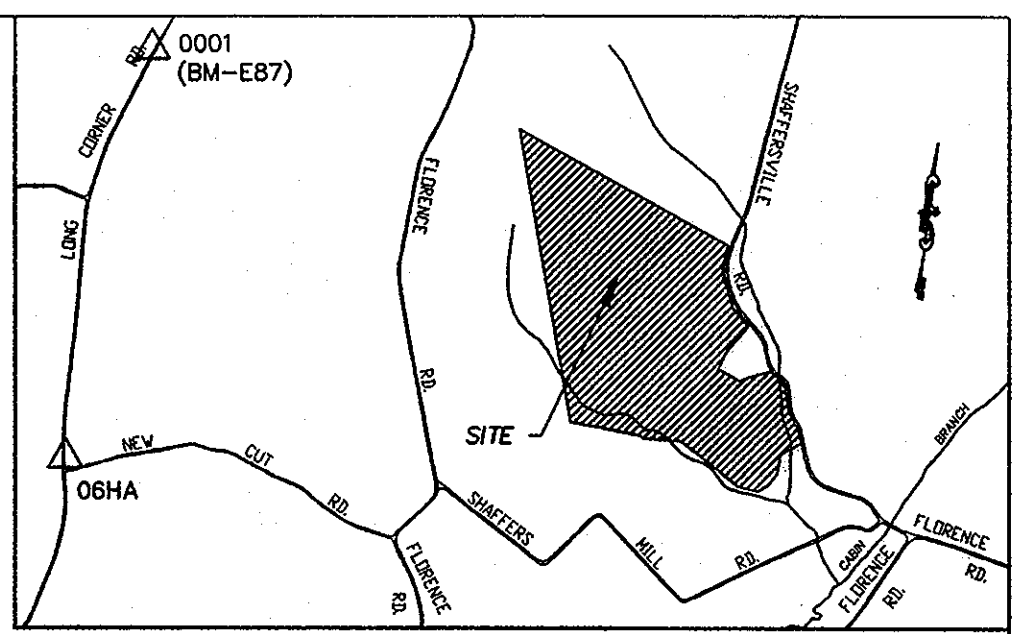 0001
(BM-E87)
LONG CORNER RD.
FLORENCE RD.
SHAFFERSVILLE RD.
SITE
06HA
NEW CUT RD.
SHAFFERS MILL RD.
FLORENCE RD.
CABIN BRANCH
FLORENCE RD.
FLORENCE RD.